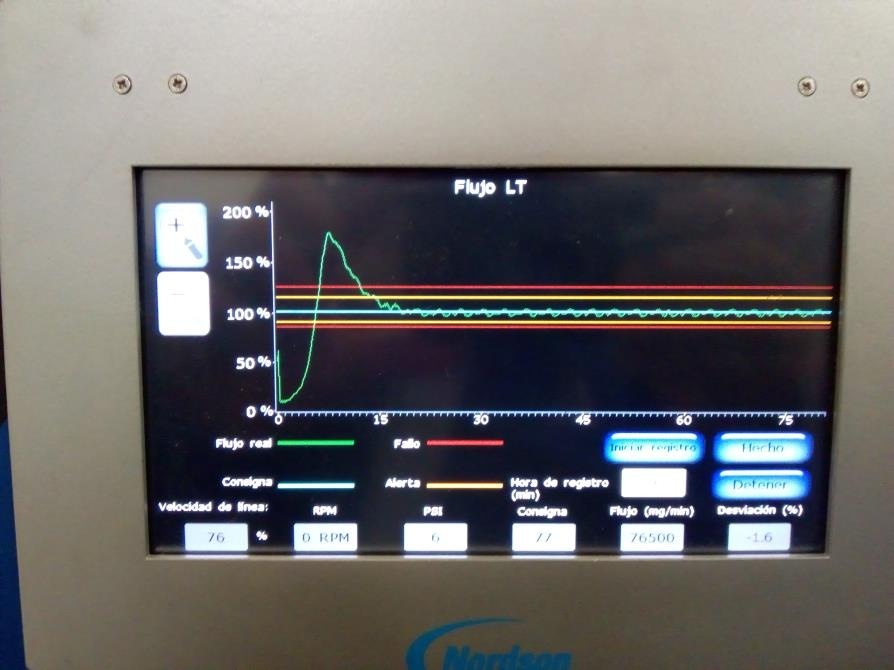 Flujo LT
200 %
150 %
100 %
50 %
0 %
0 15 30 45 60 75
Flujo real Fallo Iniciar registro Hecho
Consigna Alerta Hora de registro (min) Detener
Velocidad de línea: RPM PSI Consigna Flujo (mg/min) Desviación (%)
76 % 0 RPM 6 77 76500 -1.6
Nordson